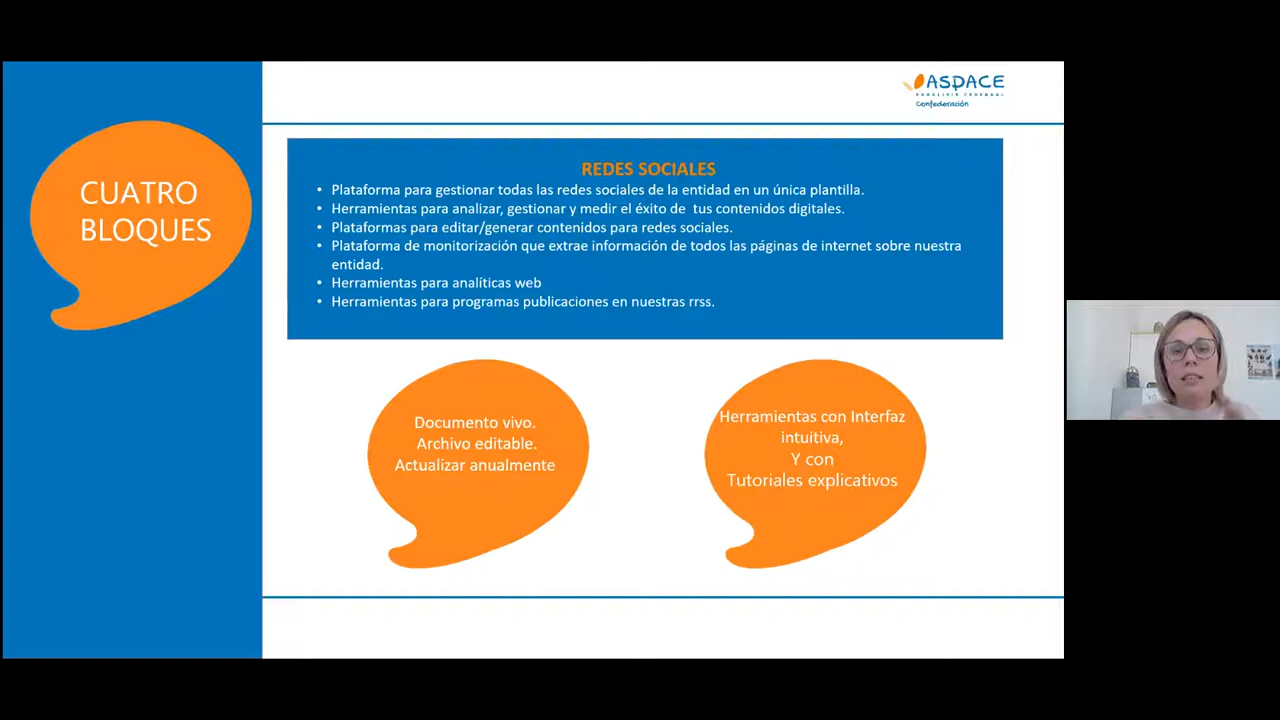 ASPACE
PARÁLISIS CEREBRAL
Confederación
CUATRO
BLOQUES
REDES SOCIALES
• Plataforma para gestionar todas las redes sociales de la entidad en un única plantilla.
• Herramientas para analizar, gestionar y medir el éxito de tus contenidos digitales.
• Plataformas para editar/generar contenidos para redes sociales.
• Plataforma de monitorización que extrae información de todos las páginas de internet sobre nuestra
entidad.
• Herramientas para analíticas web
• Herramientas para programas publicaciones en nuestras rrss.
Documento vivo.
Archivo editable.
Actualizar anualmente
Herramientas con Interfaz
intuitiva,
Y con
Tutoriales explicativos